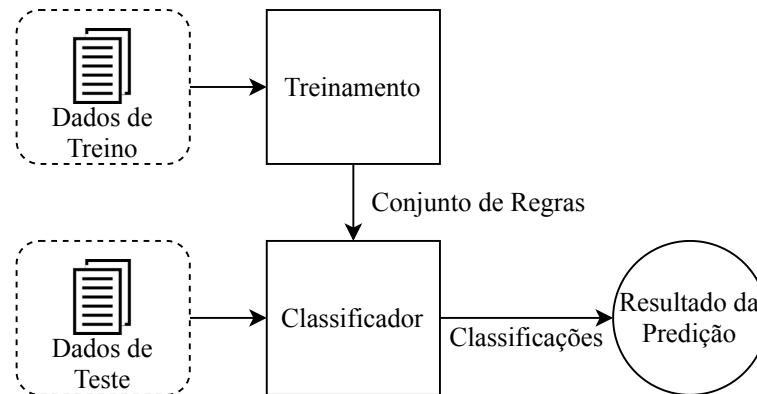 Dados de
Treino
Treinamento
Conjunto de Regras
Dados de
Teste
Classificador
Classificações
Resultado da
Predição